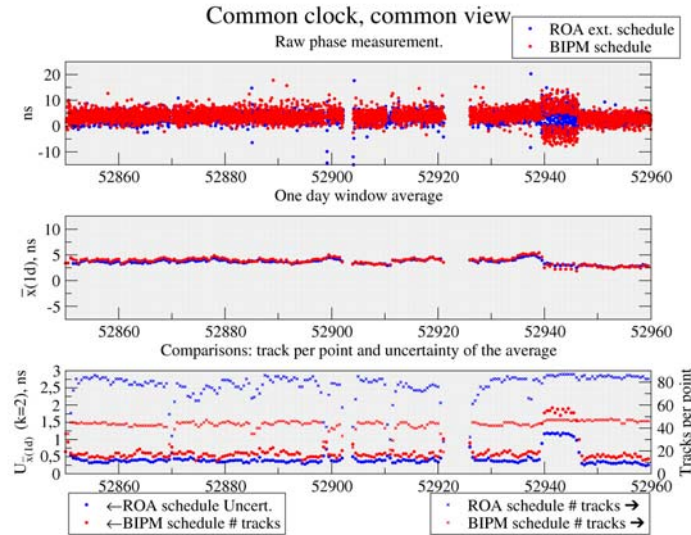 Common clock, common view
Raw phase measurement.
ROA ext. schedule
BIPM schedule
20
10
0
-10
ns
52860 52880 52900 52920 52940 52960
One day window average
10
5
0
-5
x̄(1d), ns
52860 52880 52900 52920 52940 52960
Comparisons: track per point and uncertainty of the average
3
2.5
2
1.5
1
0.5
0
U x̄(1d) (k=2), ns
80
60
40
20
0
Tracks per point
52860 52880 52900 52920 52940 52960
←ROA schedule Uncert.
←BIPM schedule # tracks
ROA schedule # tracks →
BIPM schedule # tracks →